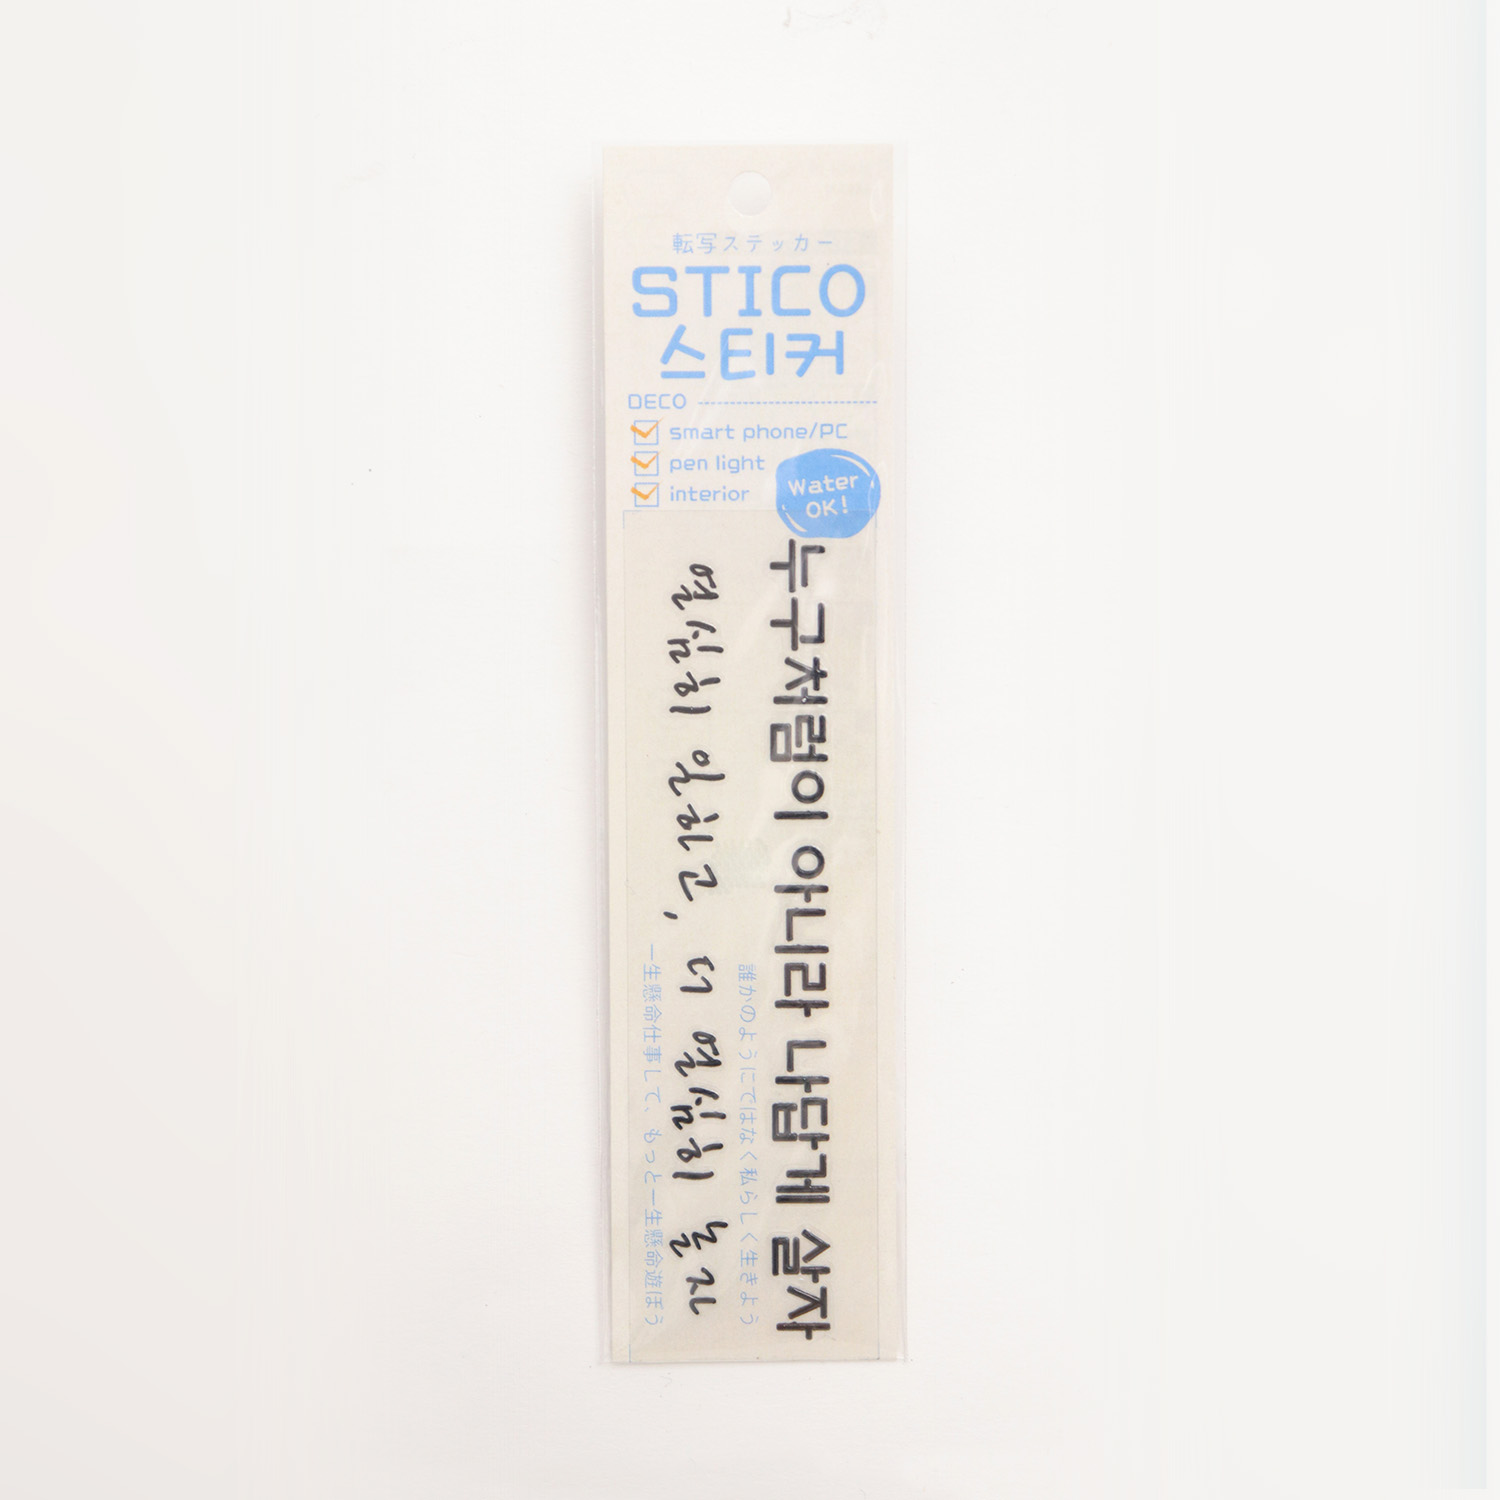 転写ステッカー
STICO
스티커
DECO
smart phone/PC
pen light
interior
Water
OK!
누구처럼이 아니라 나답게 살자
誰かのようにではなく私らしく生きよう
열심히 일하고, 더 열심히 놀자
一生懸命仕事して、もっと一生懸命遊ぼう